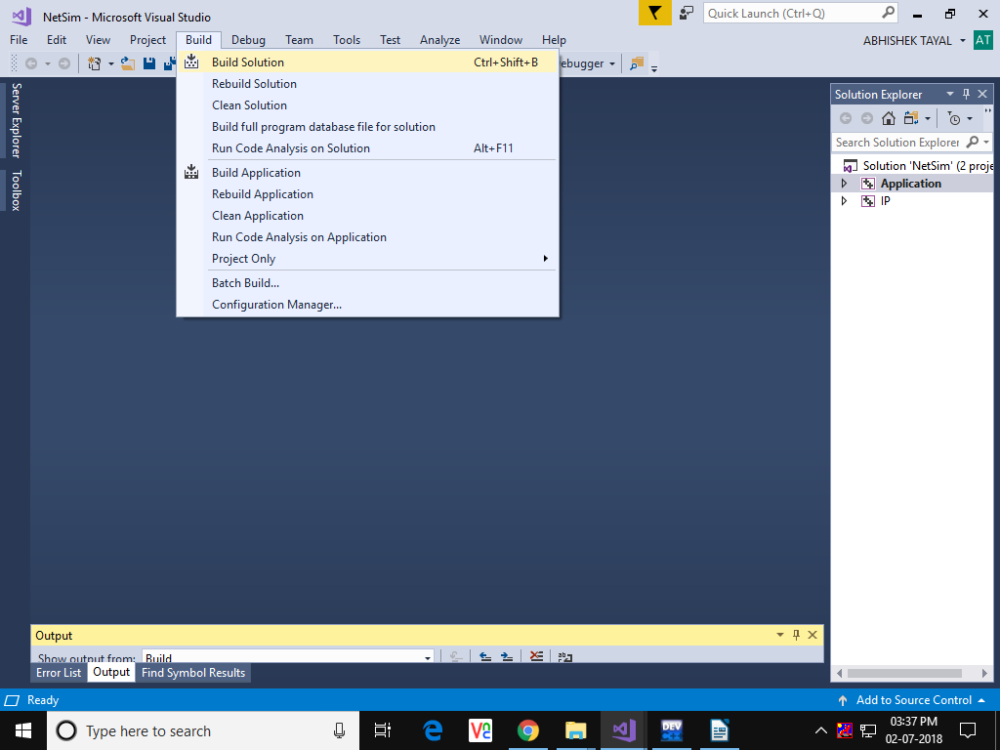 NetSim - Microsoft Visual Studio
Quick Launch (Ctrl+Q)
File Edit View Project Build Debug Team Tools Test Analyze Window Help
ABHISHEK TAYAL AT
Build Solution Ctrl+Shift+B
ebugger
Rebuild Solution
Clean Solution
Build full program database file for solution
Run Code Analysis on Solution Alt+F11
Build Application
Rebuild Application
Clean Application
Run Code Analysis on Application
Project Only
Batch Build...
Configuration Manager...
Server Explorer
Toolbox
Solution Explorer
Search Solution Explorer
Solution 'NetSim' (2 proje
Application
IP
Output
Show output from: Build
Error List Output Find Symbol Results
Ready
Add to Source Control
Type here to search
DEV
03:37 PM
02-07-2018